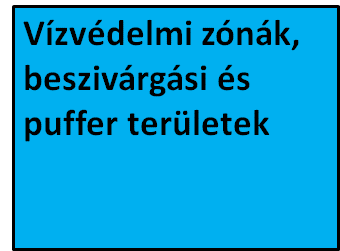 Vízvédelmi zónák,
beszivárgási és
puffer területek